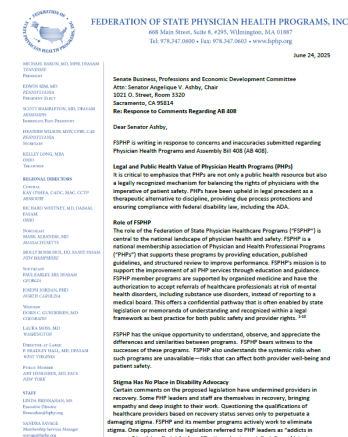 FEDERATION OF STATE PHYSICIAN HEALTH PROGRAMS, INC
668 Main Street, Suite 8, #295, Wilmington, MA 01887
Tel: 978.347.0600 • Fax: 978.347.0603 • www.fsphp.org
June 24, 2025
MICHAEL BARON, MD, MPH, DFASAM
TENNESSEE
PRESIDENT
EDWIN KIM, MD
PENNSYLVANIA
PRESIDENT ELECT
SCOTT HAMBLETON, MD, DFASAM
MISSISSIPPI
IMMEDIATE PAST PRESIDENT
HEATHER WILSON, MSW, CFRE, CAE
PENNSYLVANIA
SECRETARY
KELLEY LONG, MBA
OHIO
TREASURER
REGIONAL DIRECTORS
CENTRAL
KAY O'SHEA, CADC, MAC, CCTP
MISSOURI
RICHARD WHITNEY, MD, DABAM,
FASAM
OHIO
NORTHEAST
MARK ALBANESE, MD
MASSACHUSETTS
MOLLY ROSSIGNOL, DO, FAAFP, FASAM
NEW HAMPSHIRE
SOUTHEAST
PAUL EARLEY, MD, DFASAM
GEORGIA
JOSEPH JORDAN, PHD
NORTH CAROLINA
WESTERN
DORIS C. GUNDERSEN, MD
COLORADO
LAURA MOSS, MD
WASHINGTON
DIRECTOR-AT-LARGE
P. BRADLEY HALL, MD, DFASAM
WEST VIRGINIA
PUBLIC MEMBER
ART HENGERER, MD, FACS
NEW YORK
STAFF
LINDA BRESNAHAN, MS
Executive Director
lbresnahan@fsphp.org
SANDRA SAVAGE
Senate Business, Professions and Economic Development Committee
Attn: Senator Angelique V. Ashby, Chair
1021 O. Street, Room 3320
Sacramento, CA 95814
Re: Response to Comments Regarding AB 408
Dear Senator Ashby,
FSPHP is writing in response to concerns and inaccuracies submitted regarding
Physician Health Programs and Assembly Bill 408 (AB 408).
Legal and Public Health Value of Physician Health Programs (PHPs)
It is critical to emphasize that PHPs are not only a public health resource but also
a legally recognized mechanism for balancing the rights of physicians with the
imperative of patient safety. PHPs have been upheld in legal precedent as a
therapeutic alternative to discipline, providing due process protections and
ensuring compliance with federal disability law, including the ADA.
Role of FSPHP
The role of the Federation of State Physician Health Programs ("FSPHP") is
central to the national landscape of physician health and safety. FSPHP is a
national membership association of Physician and Health Professional Programs
("PHPs") that supports these programs by providing education, published
guidelines, and structured review to improve performance. FSPHP's mission is to
support the improvement of all PHP services through education and guidance.
FSPHP member programs are supported by organized medicine and have the
authorization to accept referrals of healthcare professionals at risk of mental
health disorders, including substance use disorders, instead of reporting to a
medical board. This offers a confidential pathway that is often enabled by state
legislation or memoranda of understanding and recognized within a legal
framework as best practice for both public safety and provider rights.
FSPHP has the unique opportunity to understand, observe, and appreciate the
differences and similarities between programs. FSPHP bears witness to the
successes of these programs. FSPHP also understands the systemic risks when
such programs are unavailable—risks that can affect both provider well-being and
patient safety.
Stigma Has No Place in Disability Advocacy
Certain comments on the proposed legislation have undermined providers in
recovery. Some PHP leaders and staff are themselves in recovery, bringing
empathy and deep insight to their work. Questioning the qualifications of
healthcare providers based on recovery status serves only to perpetuate a
damaging stigma. FSPHP and its member programs actively work to eliminate
stigma. One opponent of the legislation referred to PHP leaders as "addicts in